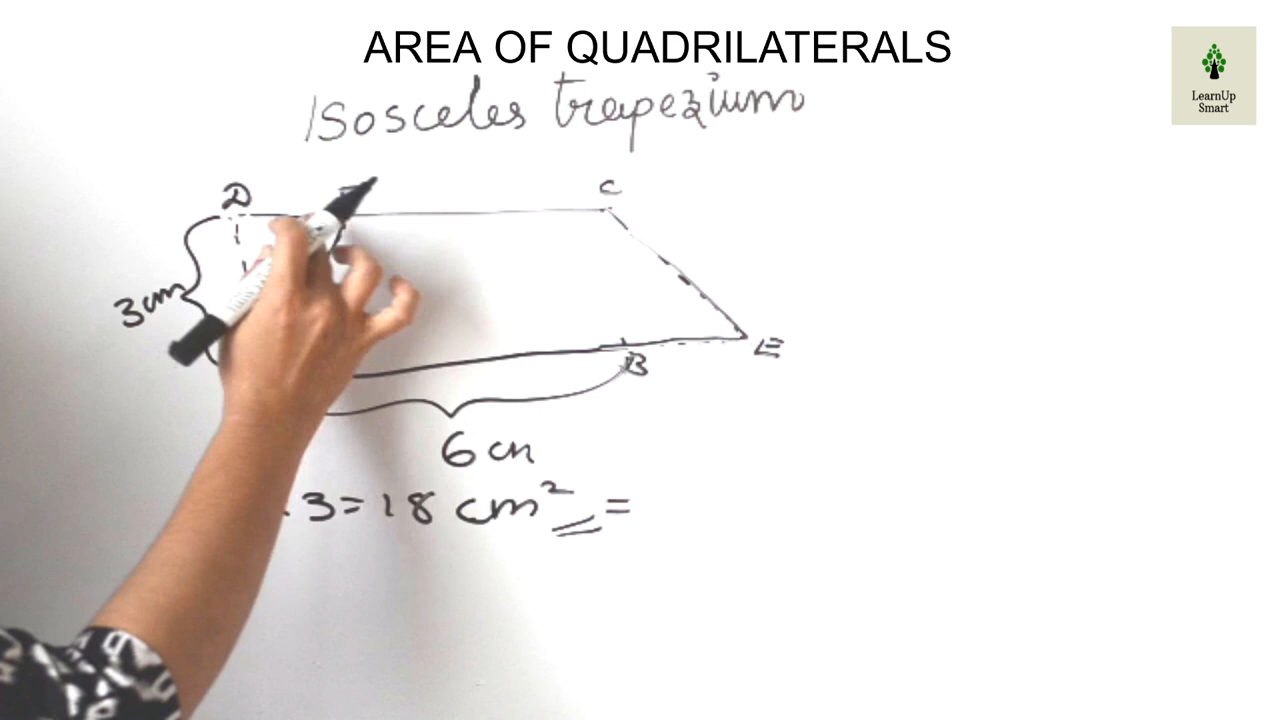 AREA OF QUADRILATERALS
LearnUp
Smart
Isosceles trapezium
D
C
3cm
E
B
6 cm
. 3 = 18 cm² =